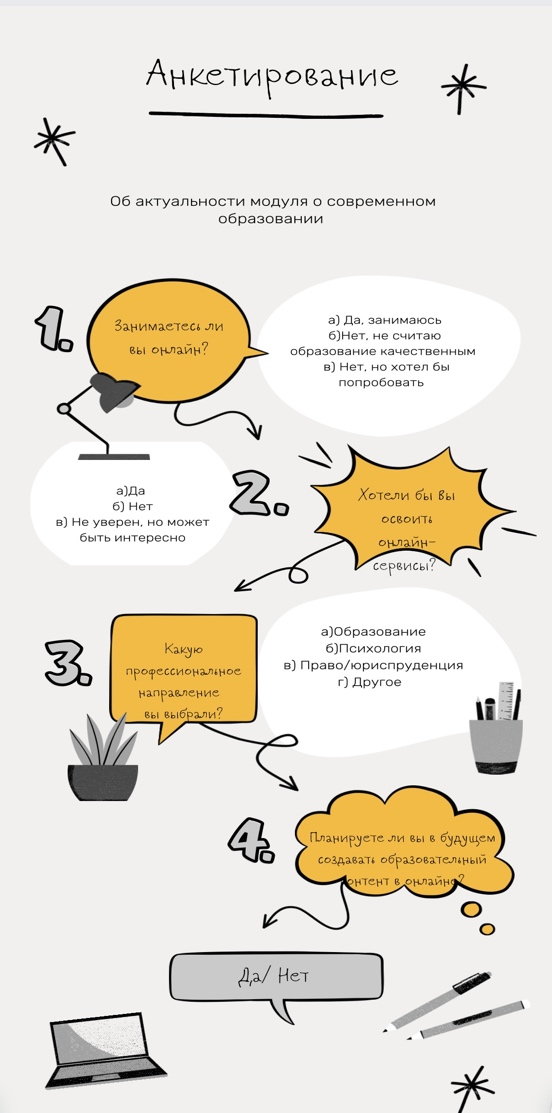 Анкетирование
Об актуальности модуля о современном
образовании
1.
Занимаетесь ли
вы онлайн?
а) Да, занимаюсь
б)Нет, не считаю
образование качественным
в) Нет, но хотел бы
попробовать
2.
Хотели бы вы
освоить
онлайн-
сервисы?
а)Да
б) Нет
в) Не уверен, но может
быть интересно
3.
Какую
профессиональное
направление
вы выбрали?
а)Образование
б)Психология
в) Право/юриспруденция
г) Другое
4.
Планируете ли вы в будущем
создавать образовательный
контент в онлайне?
Да/ Нет